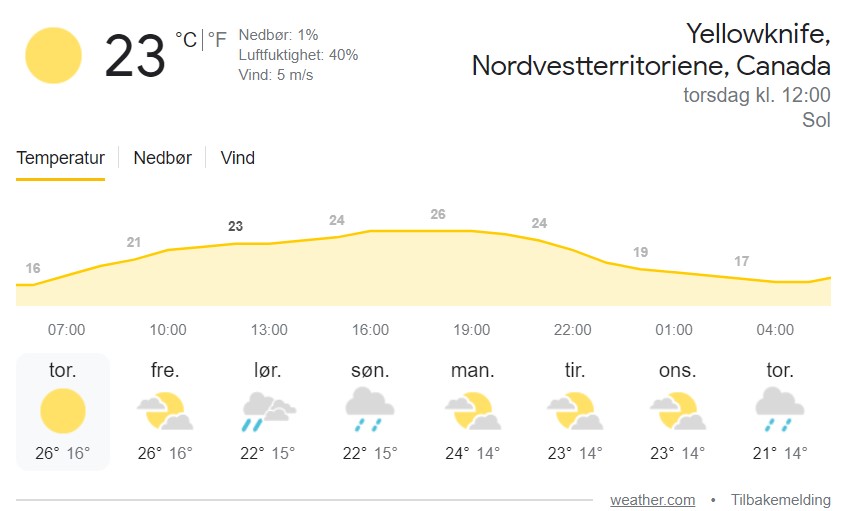 23 °C | °F
Nedbør: 1%
Luftfuktighet: 40%
Vind: 5 m/s
Yellowknife,
Nordvestterritoriene, Canada
torsdag kl. 12:00
Sol
Temperatur Nedbør Vind
16 21 23 24 26 24 19 17
07:00 10:00 13:00 16:00 19:00 22:00 01:00 04:00
tor. fre. lør. søn. man. tir. ons. tor.
26° 16° 26° 16° 22° 15° 22° 15° 24° 14° 23° 14° 23° 14° 21° 14°
weather.com • Tilbakemelding